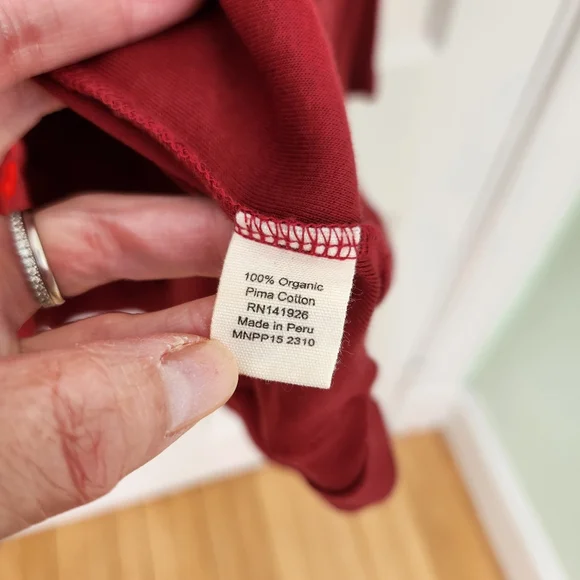 100% Organic
Pima Cotton
RN141926
Made in Peru
MNPP15 2310